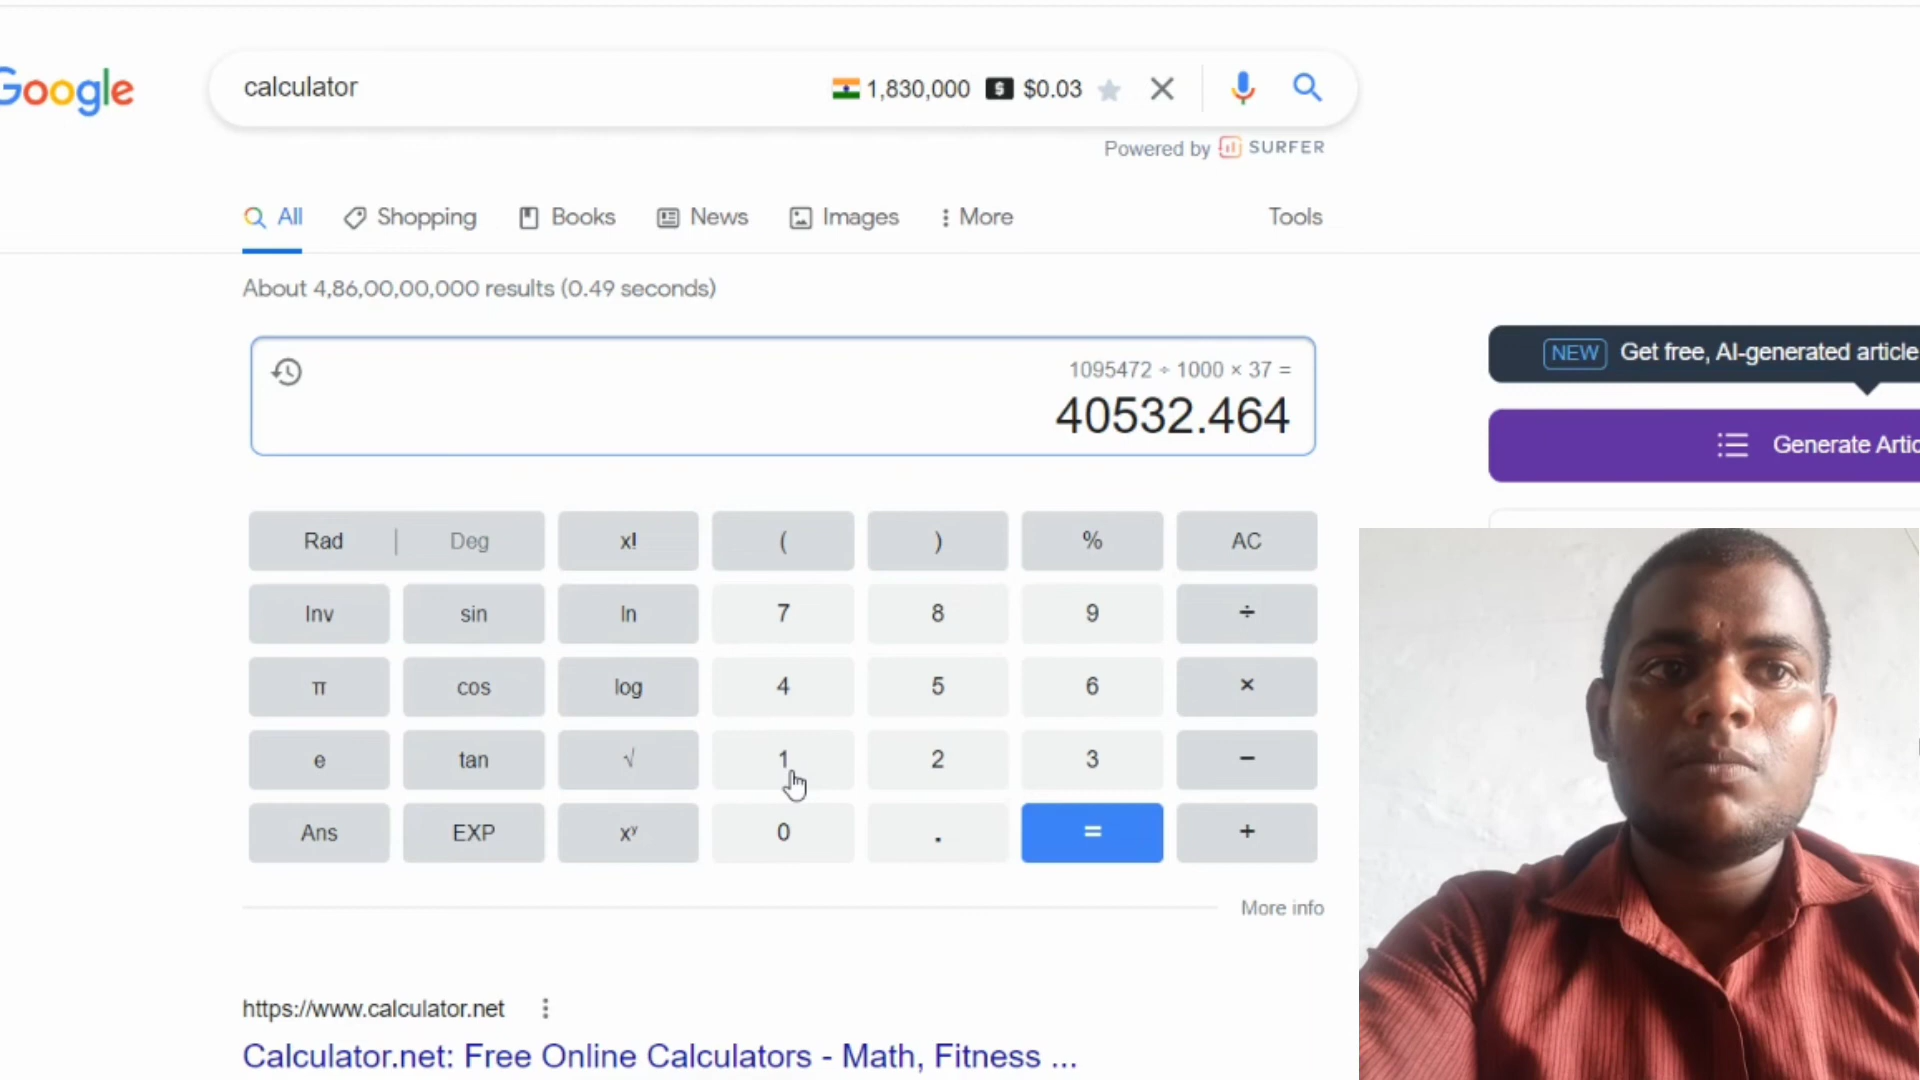 Google
calculator 1,830,000 $ $0.03
Powered by SURFER
All Shopping Books News Images More Tools
About 4,86,00,00,000 results (0.49 seconds)
1095472 ÷ 1000 × 37 =
40532.464
NEW Get free, AI-generated article
Generate Artic
Rad | Deg x! ( ) % AC
Inv sin ln 7 8 9 ÷
π cos log 4 5 6 ×
e tan √ 1 2 3 −
Ans EXP xʸ 0 . = +
More info
https://www.calculator.net
Calculator.net: Free Online Calculators - Math, Fitness ...